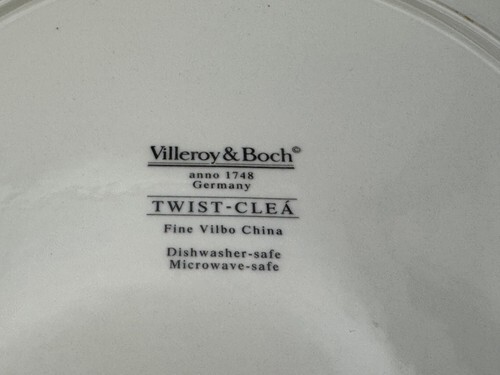 Villeroy & Boch©
anno 1748
Germany
TWIST-CLEÁ
Fine Vilbo China
Dishwasher-safe
Microwave-safe